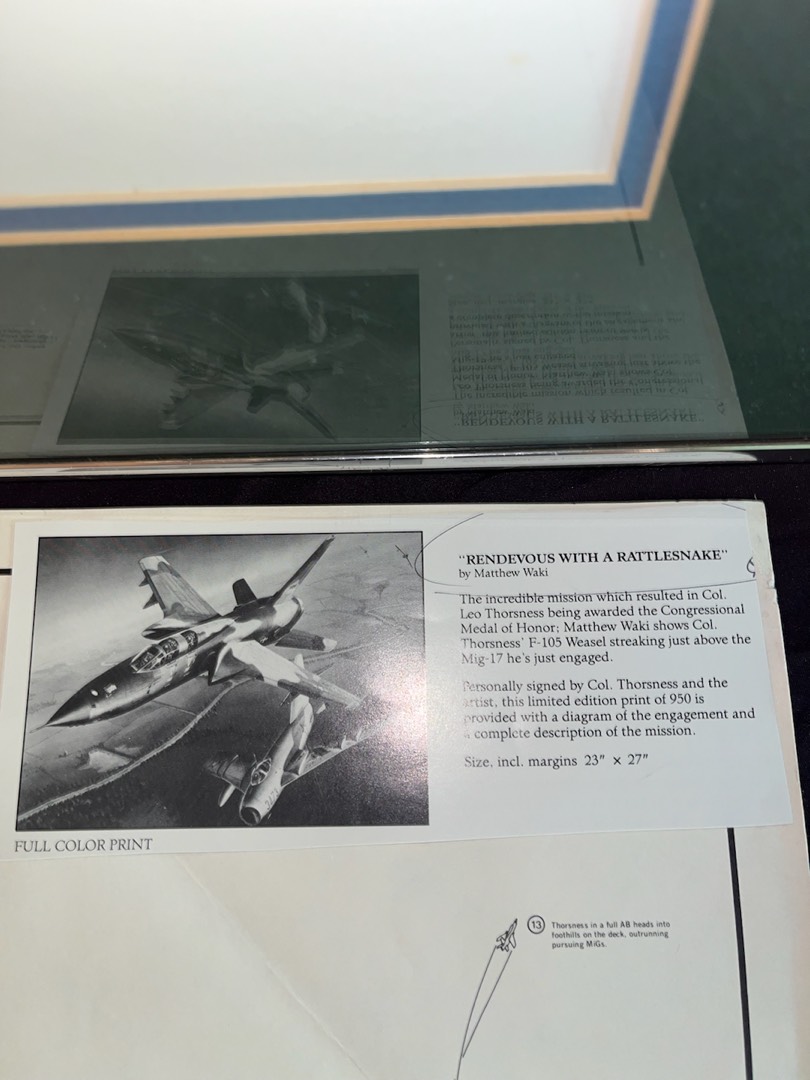 "RENDEVOUS WITH A RATTLESNAKE"
by Matthew Waki
The incredible mission which resulted in Col.
Leo Thorsness being awarded the Congressional
Medal of Honor; Matthew Waki shows Col.
Thorsness' F-105 Weasel streaking just above the
Mig-17 he's just engaged.
Personally signed by Col. Thorsness and the
artist, this limited edition print of 950 is
provided with a diagram of the engagement and
a complete description of the mission.
Size, incl. margins 23" × 27"
FULL COLOR PRINT
13 Thorsness in a full AB heads into
foothills on the deck, outrunning
pursuing MiGs.